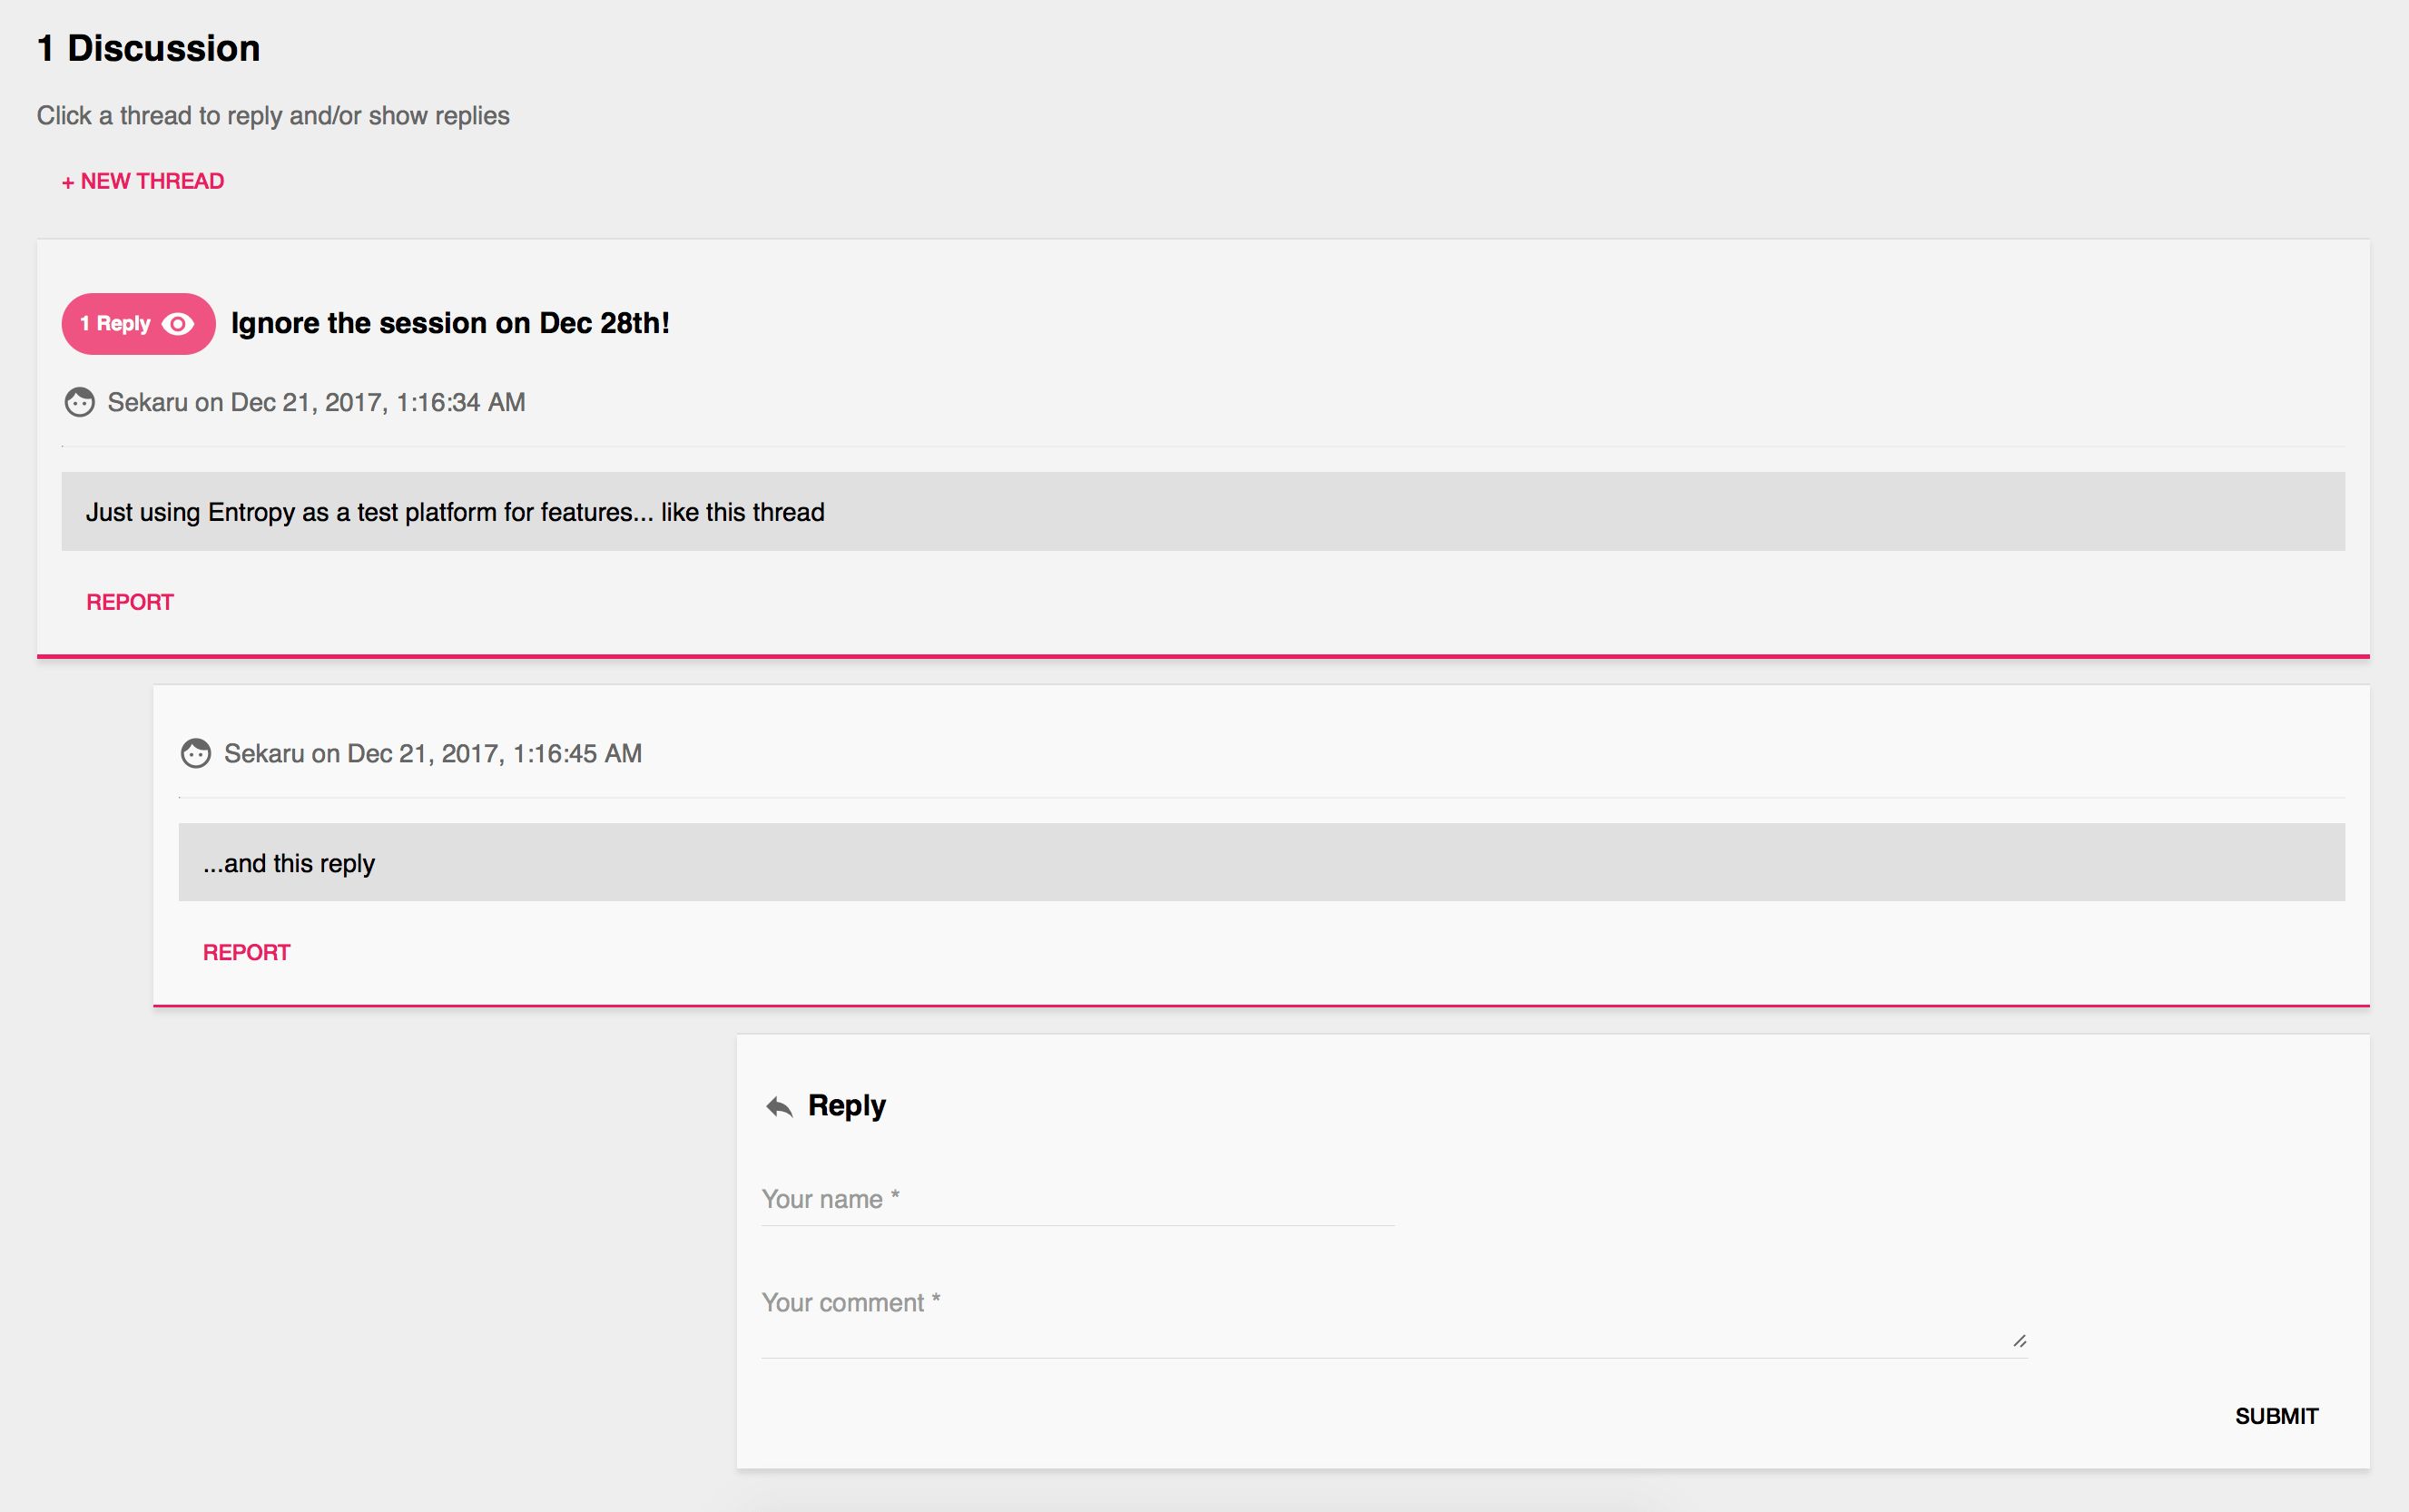 1 Discussion
Click a thread to reply and/or show replies
+ NEW THREAD
1 Reply Ignore the session on Dec 28th!
Sekaru on Dec 21, 2017, 1:16:34 AM
Just using Entropy as a test platform for features... like this thread
REPORT
Sekaru on Dec 21, 2017, 1:16:45 AM
...and this reply
REPORT
Reply
Your name *
Your comment *
SUBMIT